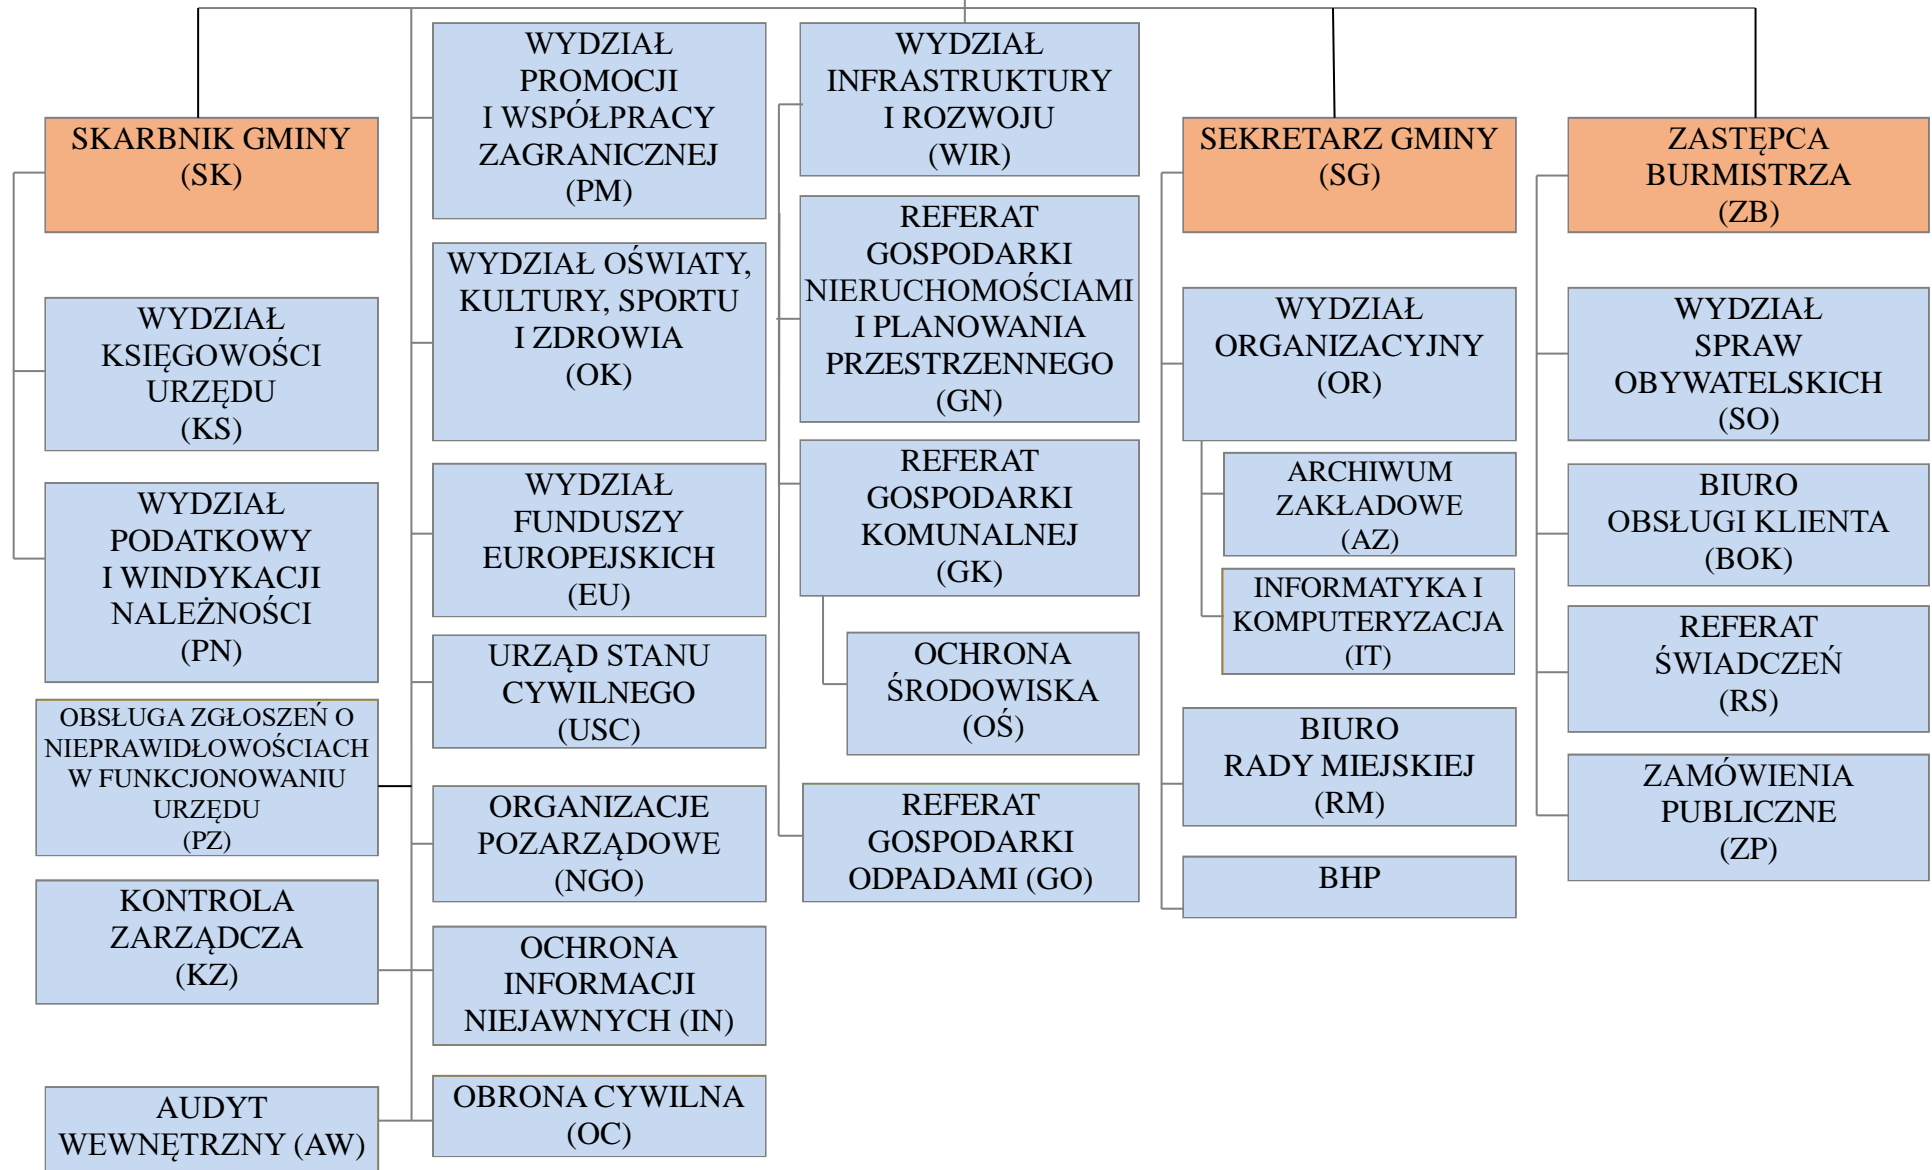 SKARBNIK GMINY
(SK)
WYDZIAŁ
KSIĘGOWOŚCI
URZĘDU
(KS)
WYDZIAŁ
PODATKOWY
I WINDYKACJI
NALEŻNOŚCI
(PN)
OBSŁUGA ZGŁOSZEŃ O
NIEPRAWIDŁOWOŚCIACH
W FUNKCJONOWANIU
URZĘDU
(PZ)
KONTROLA
ZARZĄDCZA
(KZ)
AUDYT
WEWNĘTRZNY (AW)
WYDZIAŁ
PROMOCJI
I WSPÓŁPRACY
ZAGRANICZNEJ
(PM)
WYDZIAŁ OŚWIATY,
KULTURY, SPORTU
I ZDROWIA
(OK)
WYDZIAŁ
FUNDUSZY
EUROPEJSKICH
(EU)
URZĄD STANU
CYWILNEGO
(USC)
ORGANIZACJE
POZARZĄDOWE
(NGO)
OCHRONA
INFORMACJI
NIEJAWNYCH (IN)
OBRONA CYWILNA
(OC)
WYDZIAŁ
INFRASTRUKTURY
I ROZWOJU
(WIR)
REFERAT
GOSPODARKI
NIERUCHOMOŚCIAMI
I PLANOWANIA
PRZESTRZENNEGO
(GN)
REFERAT
GOSPODARKI
KOMUNALNEJ
(GK)
OCHRONA
ŚRODOWISKA
(OŚ)
REFERAT
GOSPODARKI
ODPADAMI (GO)
SEKRETARZ GMINY
(SG)
WYDZIAŁ
ORGANIZACYJNY
(OR)
ARCHIWUM
ZAKŁADOWE
(AZ)
INFORMATYKA I
KOMPUTERYZACJA
(IT)
BIURO
RADY MIEJSKIEJ
(RM)
BHP
ZASTĘPCA
BURMISTRZA
(ZB)
WYDZIAŁ
SPRAW
OBYWATELSKICH
(SO)
BIURO
OBSŁUGI KLIENTA
(BOK)
REFERAT
ŚWIADCZEŃ
(RS)
ZAMÓWIENIA
PUBLICZNE
(ZP)